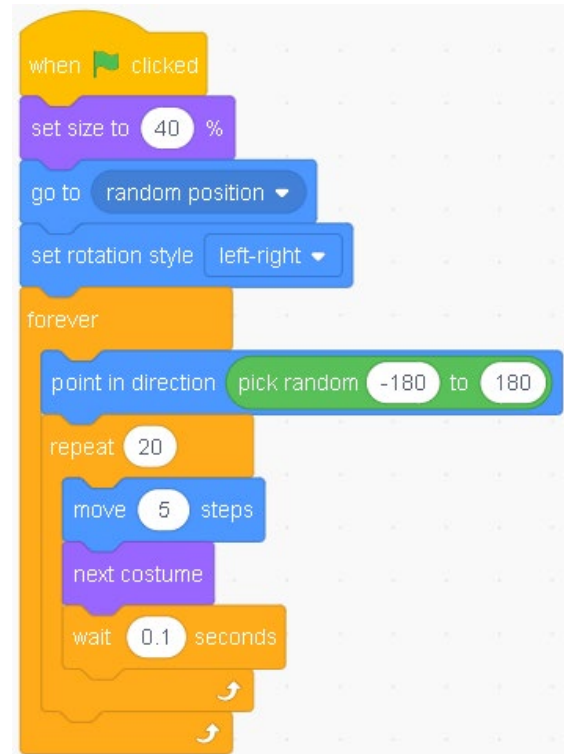 when clicked
set size to 40 %
go to random position
set rotation style left-right
forever
point in direction pick random -180 to 180
repeat 20
move 5 steps
next costume
wait 0.1 seconds